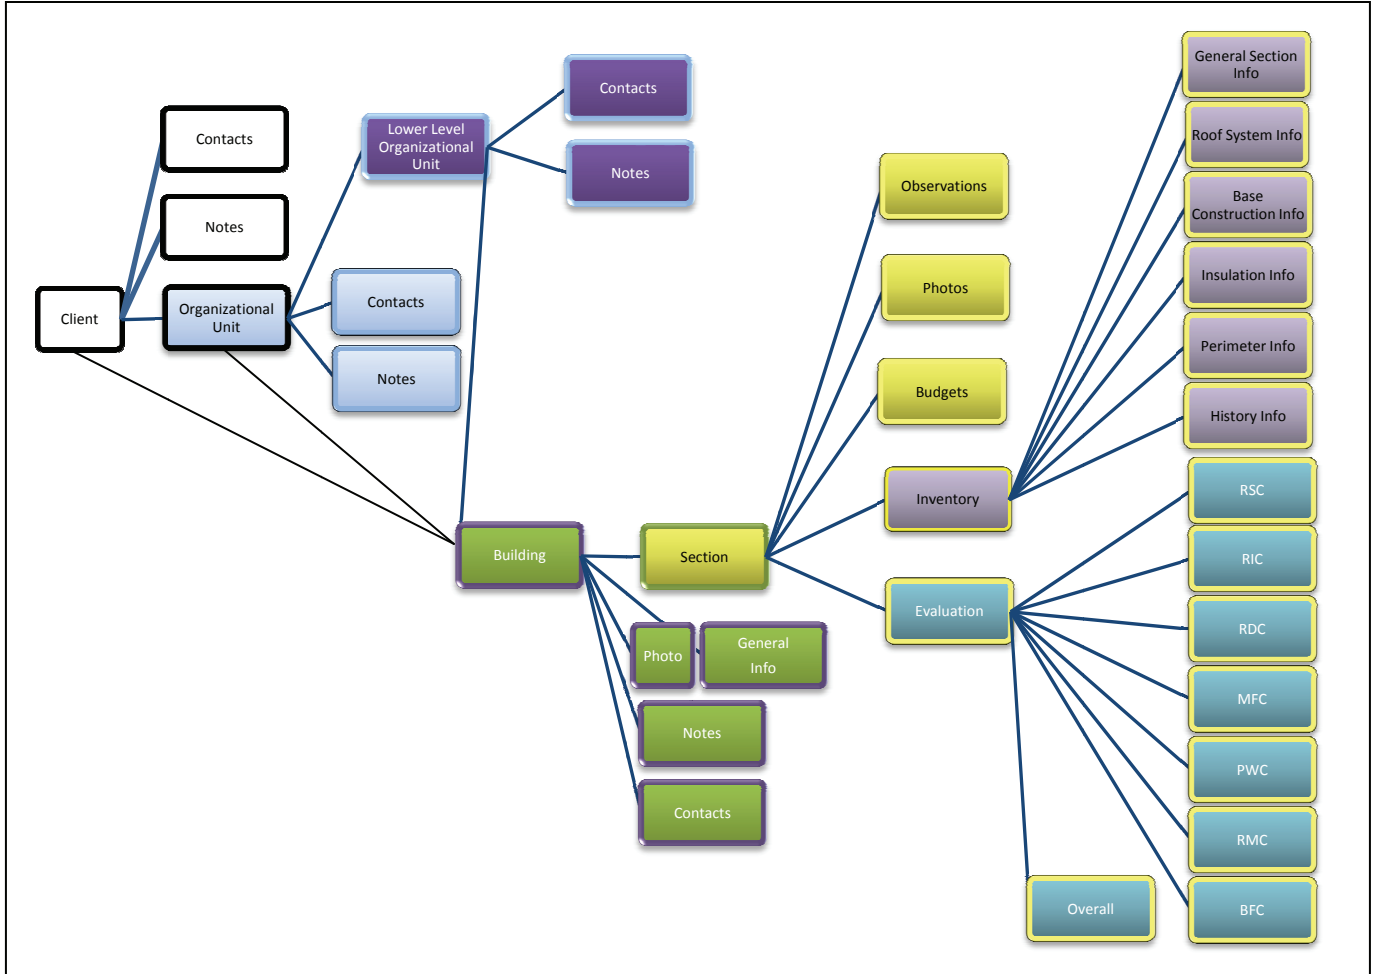 Contacts
Notes
Client
Organizational
Unit
Lower Level
Organizational
Unit
Contacts
Notes
Contacts
Notes
Building
Section
Photo
General
Info
Notes
Contacts
Observations
Photos
Budgets
Inventory
Evaluation
Overall
General Section
Info
Roof System Info
Base
Construction Info
Insulation Info
Perimeter Info
History Info
RSC
RIC
RDC
MFC
PWC
RMC
BFC